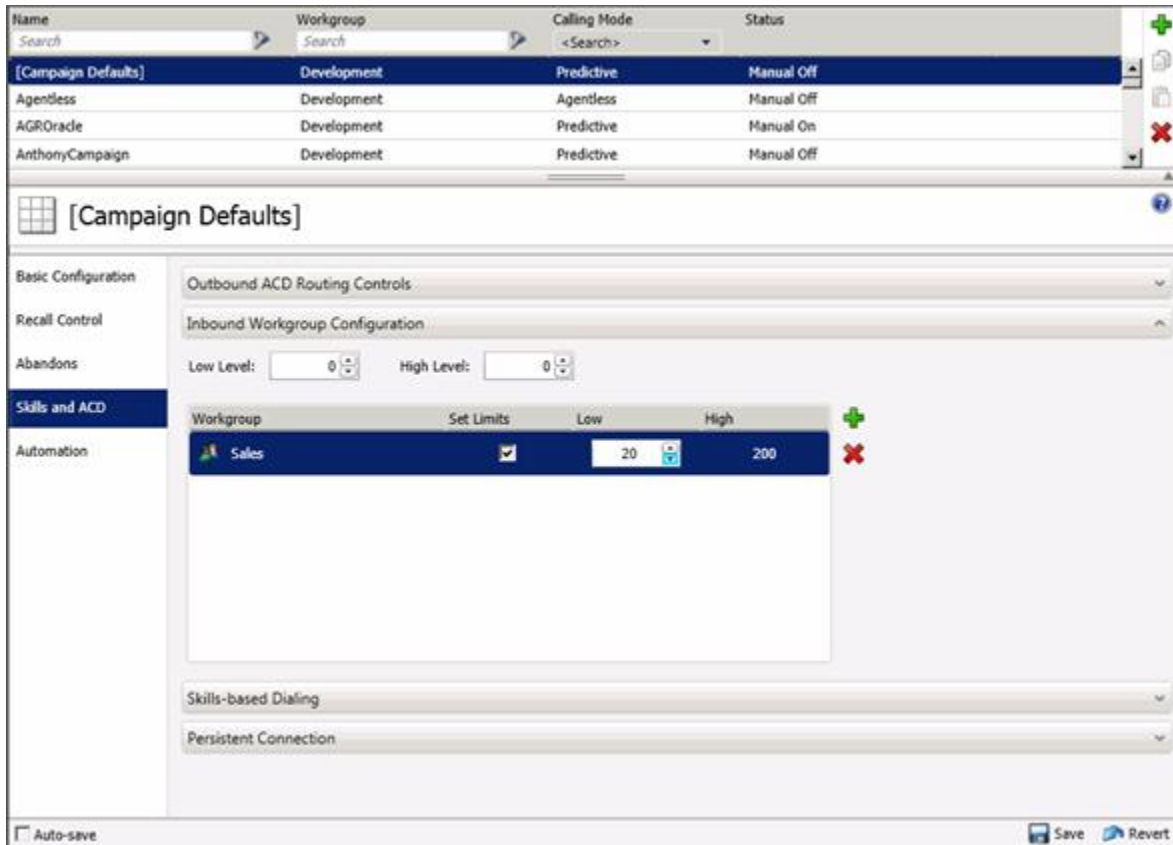 Name Workgroup Calling Mode Status
Search Search <Search>
[Campaign Defaults] Development Predictive Manual Off
Agentless Development Agentless Manual Off
AGROracle Development Predictive Manual On
AnthonyCampaign Development Predictive Manual Off
[Campaign Defaults]
Basic Configuration
Recall Control
Abandons
Skills and ACD
Automation
Outbound ACD Routing Controls
Inbound Workgroup Configuration
Low Level: 0 High Level: 0
Workgroup Set Limits Low High
Sales 20 200
Skills-based Dialing
Persistent Connection
Auto-save Save Revert